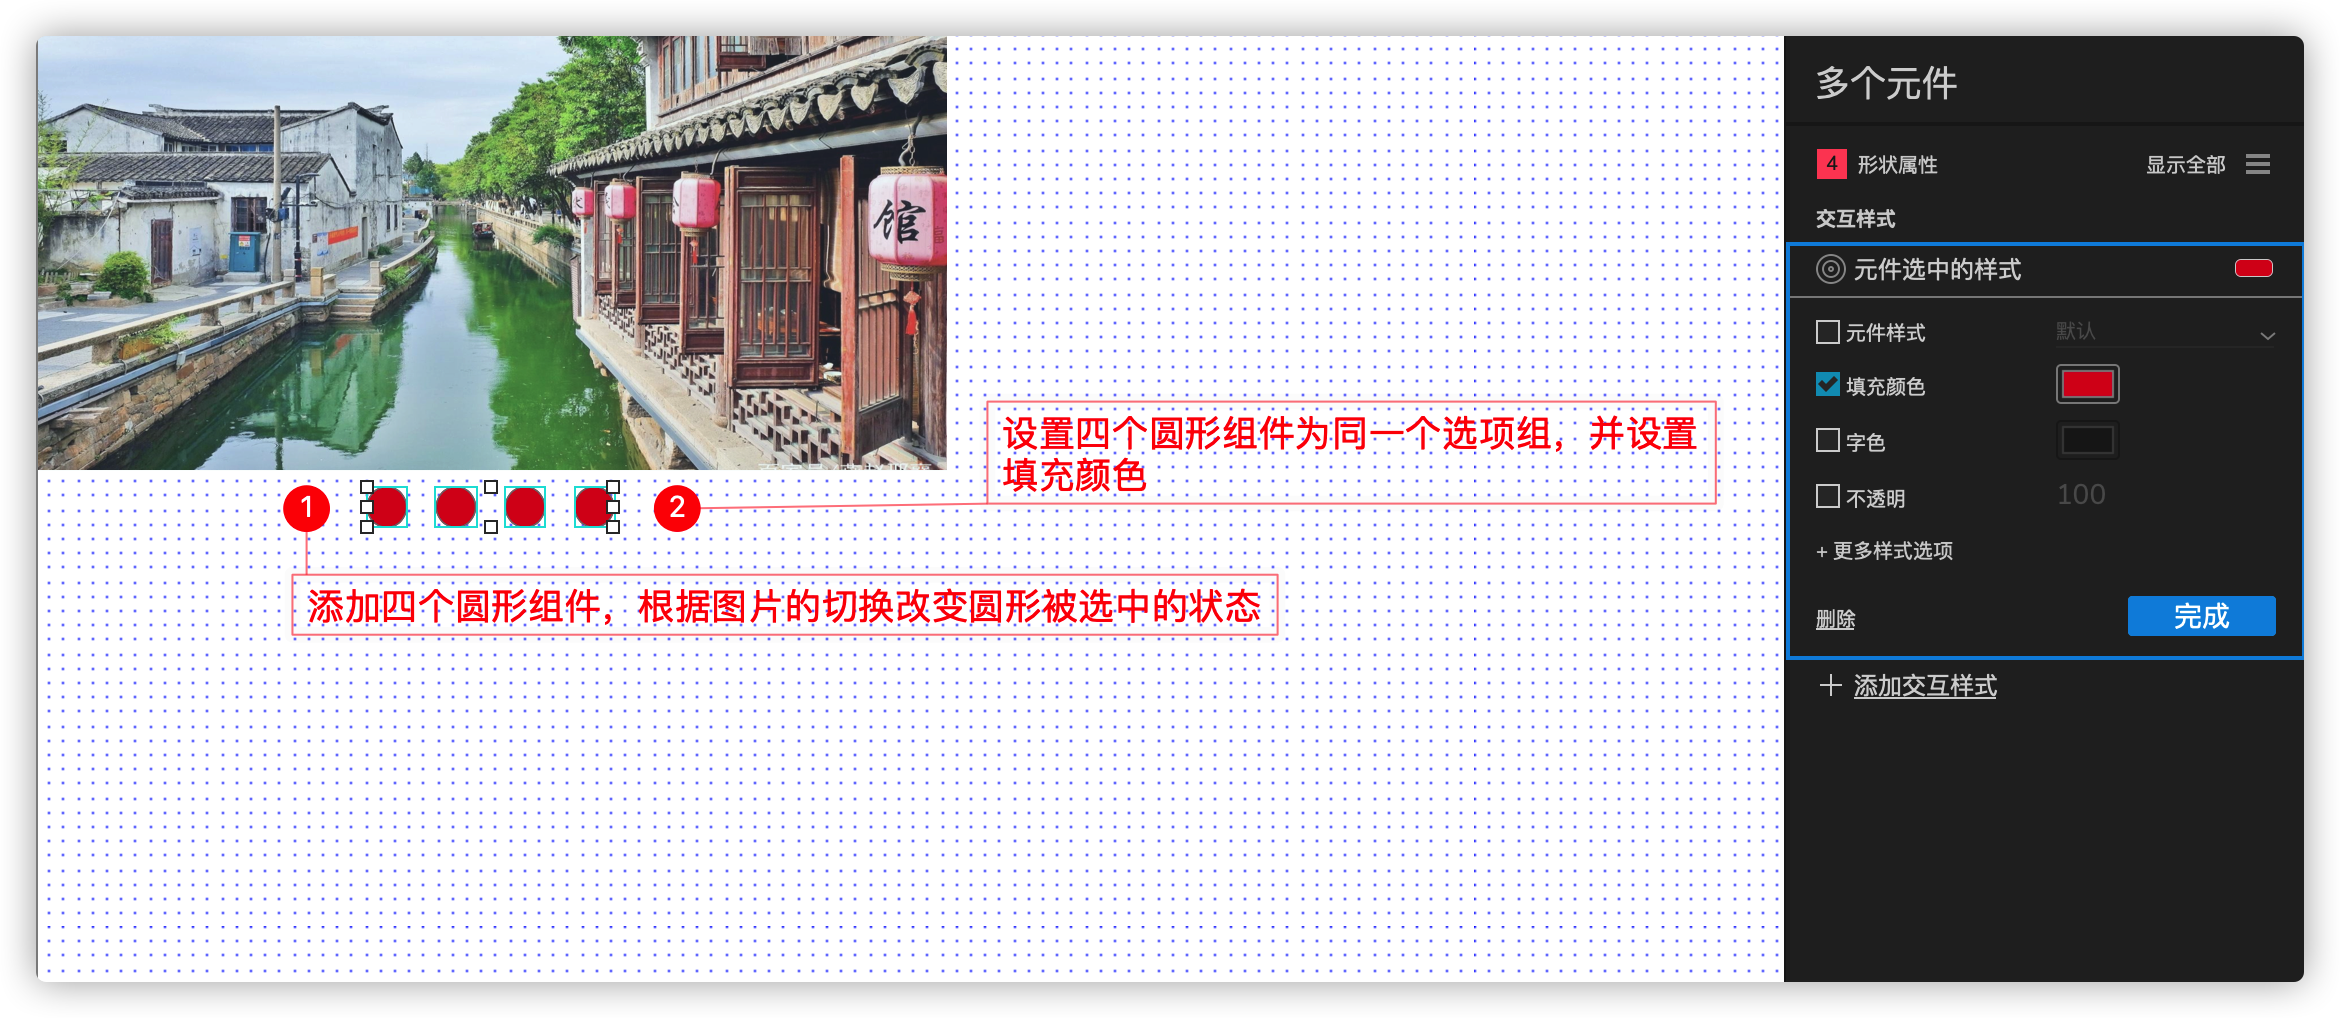 馆
1
2
设置四个圆形组件为同一个选项组，并设置
填充颜色
添加四个圆形组件，根据图片的切换改变圆形被选中的状态
多个元件
4 形状属性 显示全部
交互样式
元件选中的样式
元件样式 默认
填充颜色
字色
不透明 100
+ 更多样式选项
删除 完成
添加交互样式